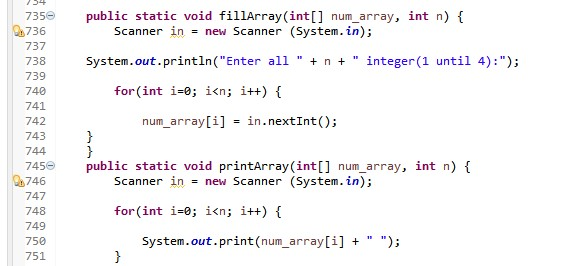 734
735 public static void fillArray(int[] num_array, int n) {
736 Scanner in = new Scanner (System.in);
737
738 System.out.println("Enter all " + n + " integer(1 until 4):");
739
740 for(int i=0; i<n; i++) {
741
742 num_array[i] = in.nextInt();
743 }
744 }
745 public static void printArray(int[] num_array, int n) {
746 Scanner in = new Scanner (System.in);
747
748 for(int i=0; i<n; i++) {
749
750 System.out.print(num_array[i] + " ");
751 }